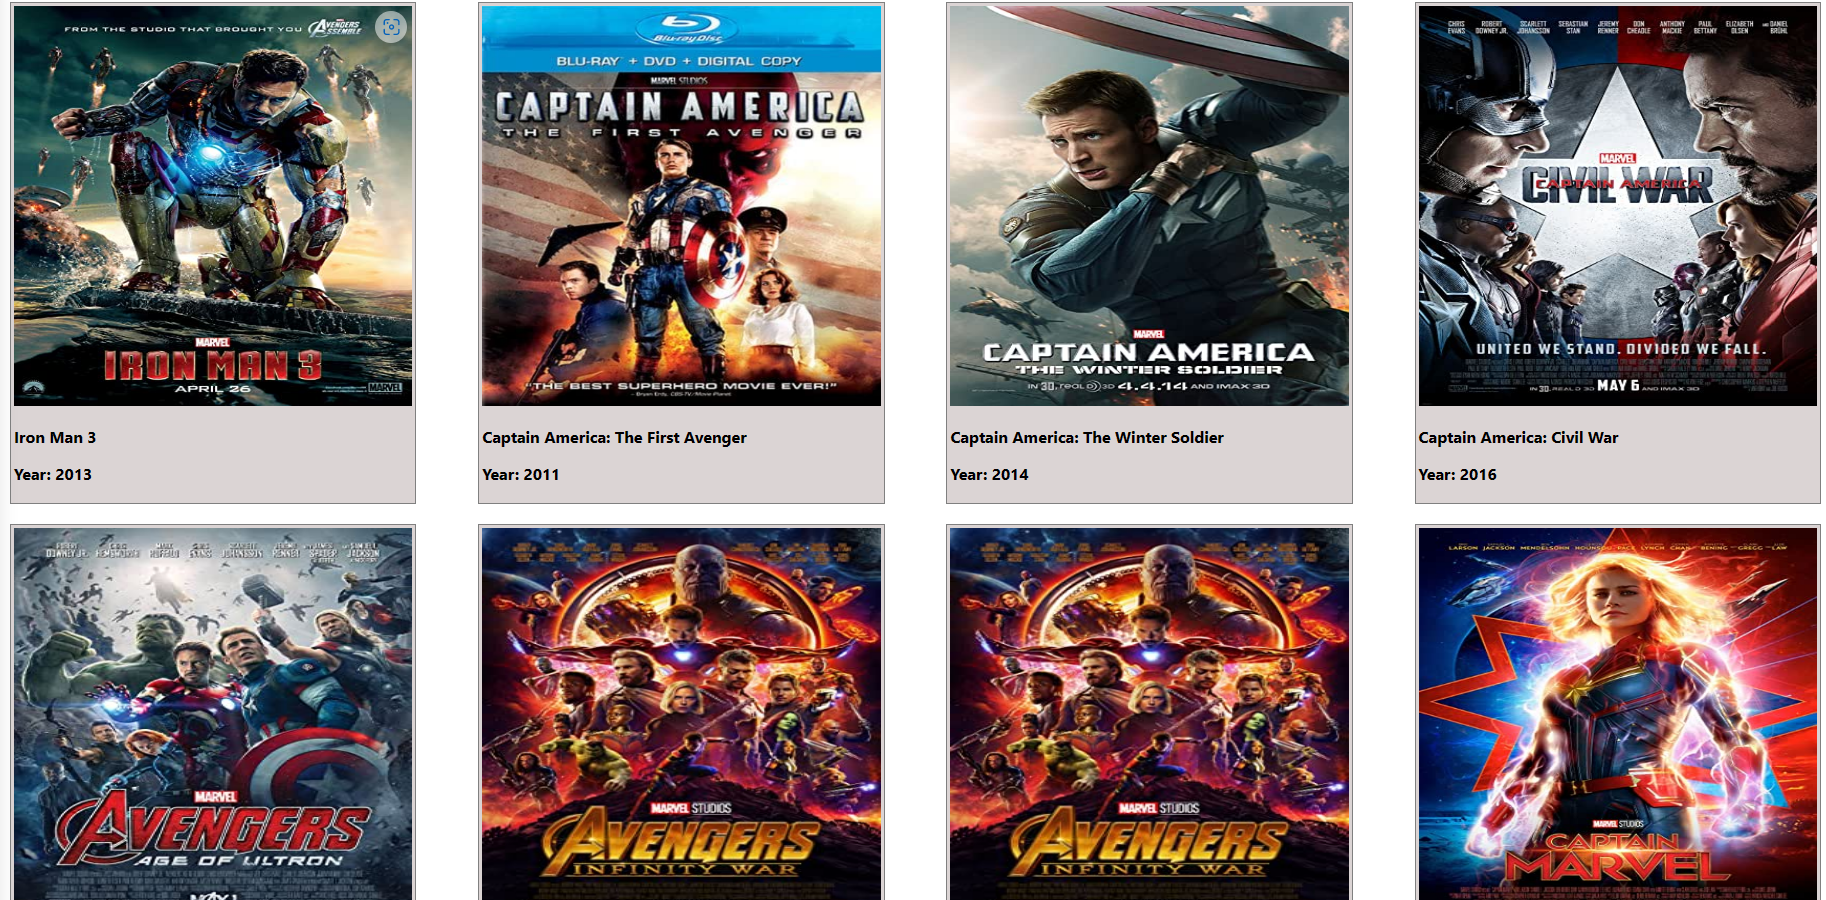 FROM THE STUDIO THAT BROUGHT YOU MARVEL AVENGERS ASSEMBLE
MARVEL
IRON MAN 3
APRIL 26
MARVEL
Iron Man 3
Year: 2013
Blu-ray Disc
BLU-RAY + DVD + DIGITAL COPY
MARVEL STUDIOS
CAPTAIN AMERICA
THE FIRST AVENGER
"THE BEST SUPERHERO MOVIE EVER!"
Captain America: The First Avenger
Year: 2011
MARVEL
CAPTAIN AMERICA
THE WINTER SOLDIER
IN 3D, REAL D 3D 4.4.14 AND IMAX 3D
Captain America: The Winter Soldier
Year: 2014
CHRIS EVANS ROBERT DOWNEY JR. SCARLETT JOHANSSON SEBASTIAN STAN JEREMY RENNER DON CHEADLE ANTHONY MACKIE PAUL BETTANY ELIZABETH OLSEN AND DANIEL BRÜHL
MARVEL
CAPTAIN AMERICA
CIVIL WAR
UNITED WE STAND. DIVIDED WE FALL.
IN 3D, REAL D 3D MAY 6 AND IMAX 3D
Captain America: Civil War
Year: 2016
ROBERT DOWNEY JR. CHRIS HEMSWORTH MARK RUFFALO CHRIS EVANS SCARLETT JOHANSSON JEREMY RENNER JAMES SPADER SAMUEL L. JACKSON
MARVEL
AVENGERS
AGE OF ULTRON
MAY 1
MARVEL STUDIOS
AVENGERS
INFINITY WAR
MARVEL STUDIOS
AVENGERS
INFINITY WAR
LARSON JACKSON MENDELSOHN HOUNSOU PACE LYNCH CHAN BENING GREGG LAW
MARVEL STUDIOS
CAPTAIN
MARVEL